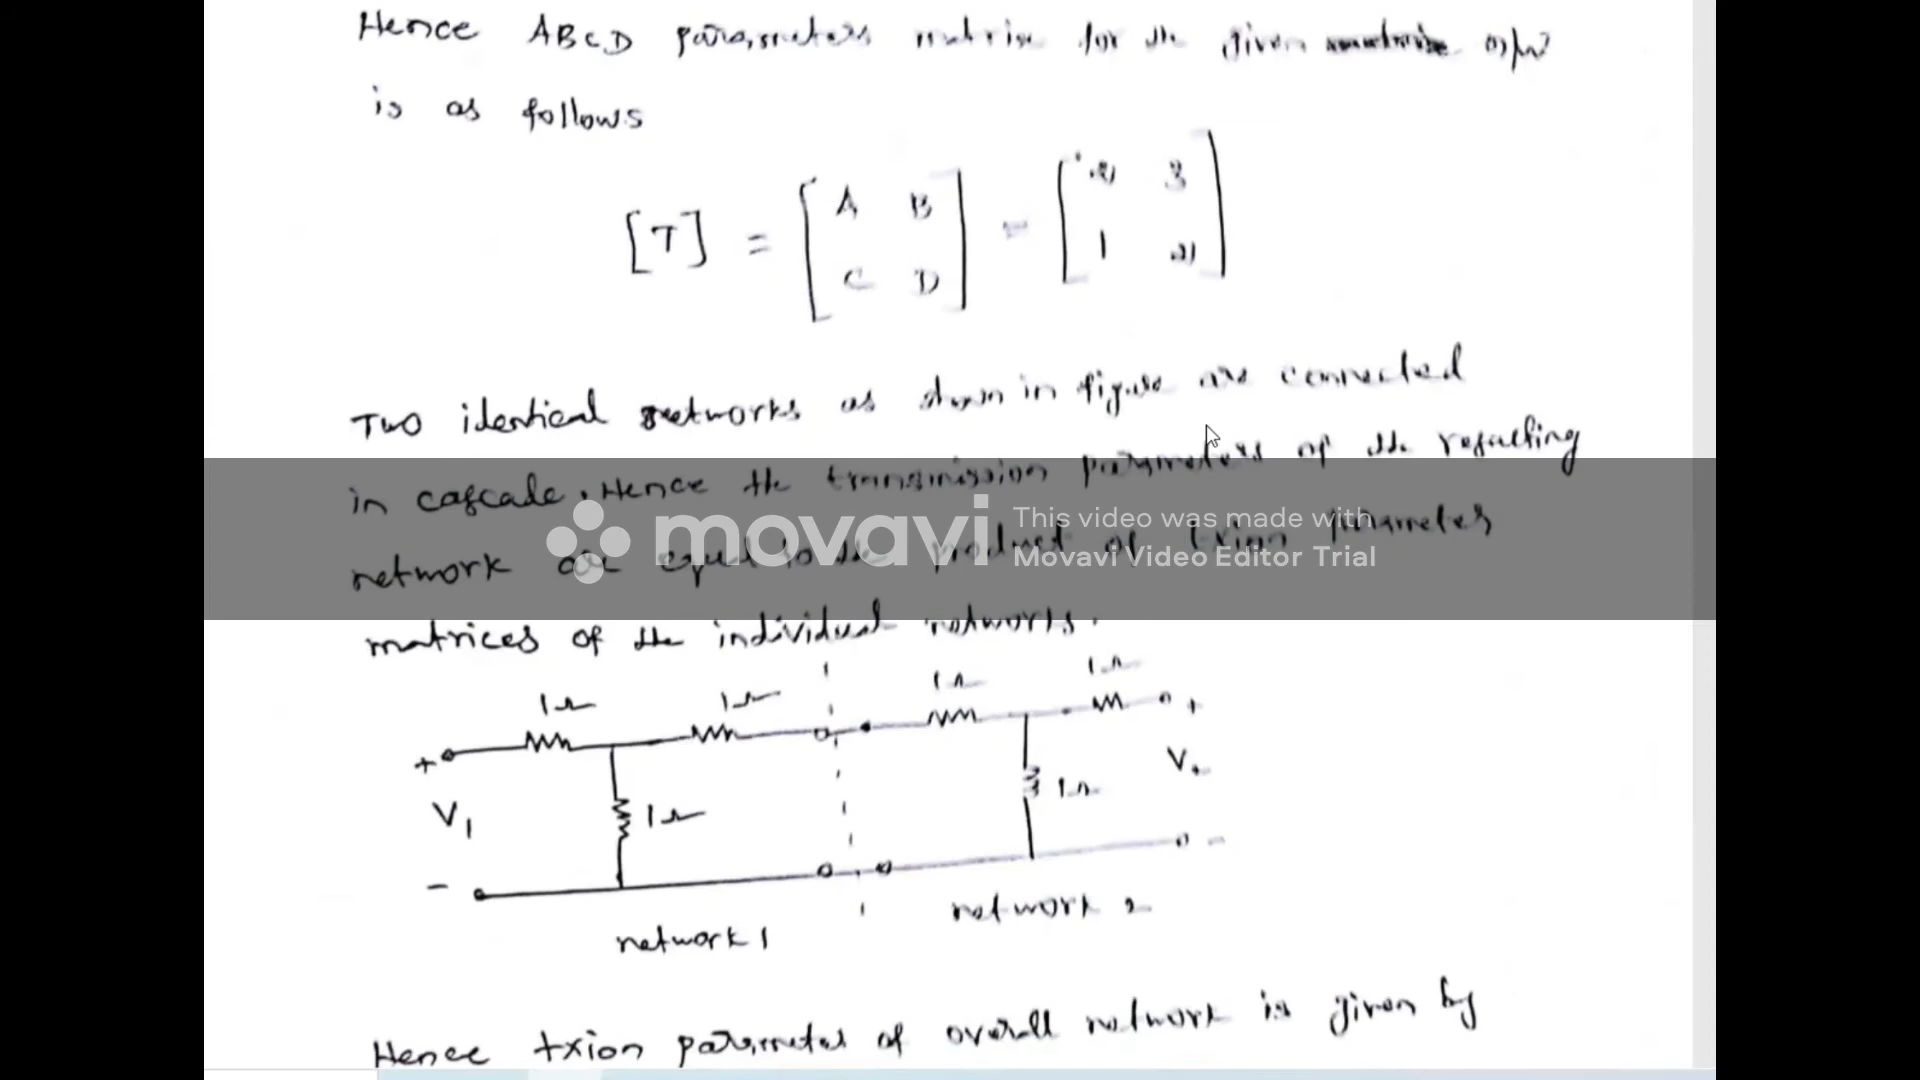 Hence ABCD parameters matrix for the given
is as follows
[T] = [A B C D] = [2 3 1 2]
Two identical networks as shown in figure are connected
in cascade. Hence the transmission parameters of the resulting
network are equal to the product of txion parameter
matrices of the individual networks.
movavi
This video was made with
Movavi Video Editor Trial
1Ω 1Ω 1Ω 1Ω
+ +
V1 1Ω 1Ω V2
- -
network 1 network 2
Hence txion parameter of overall network is given by